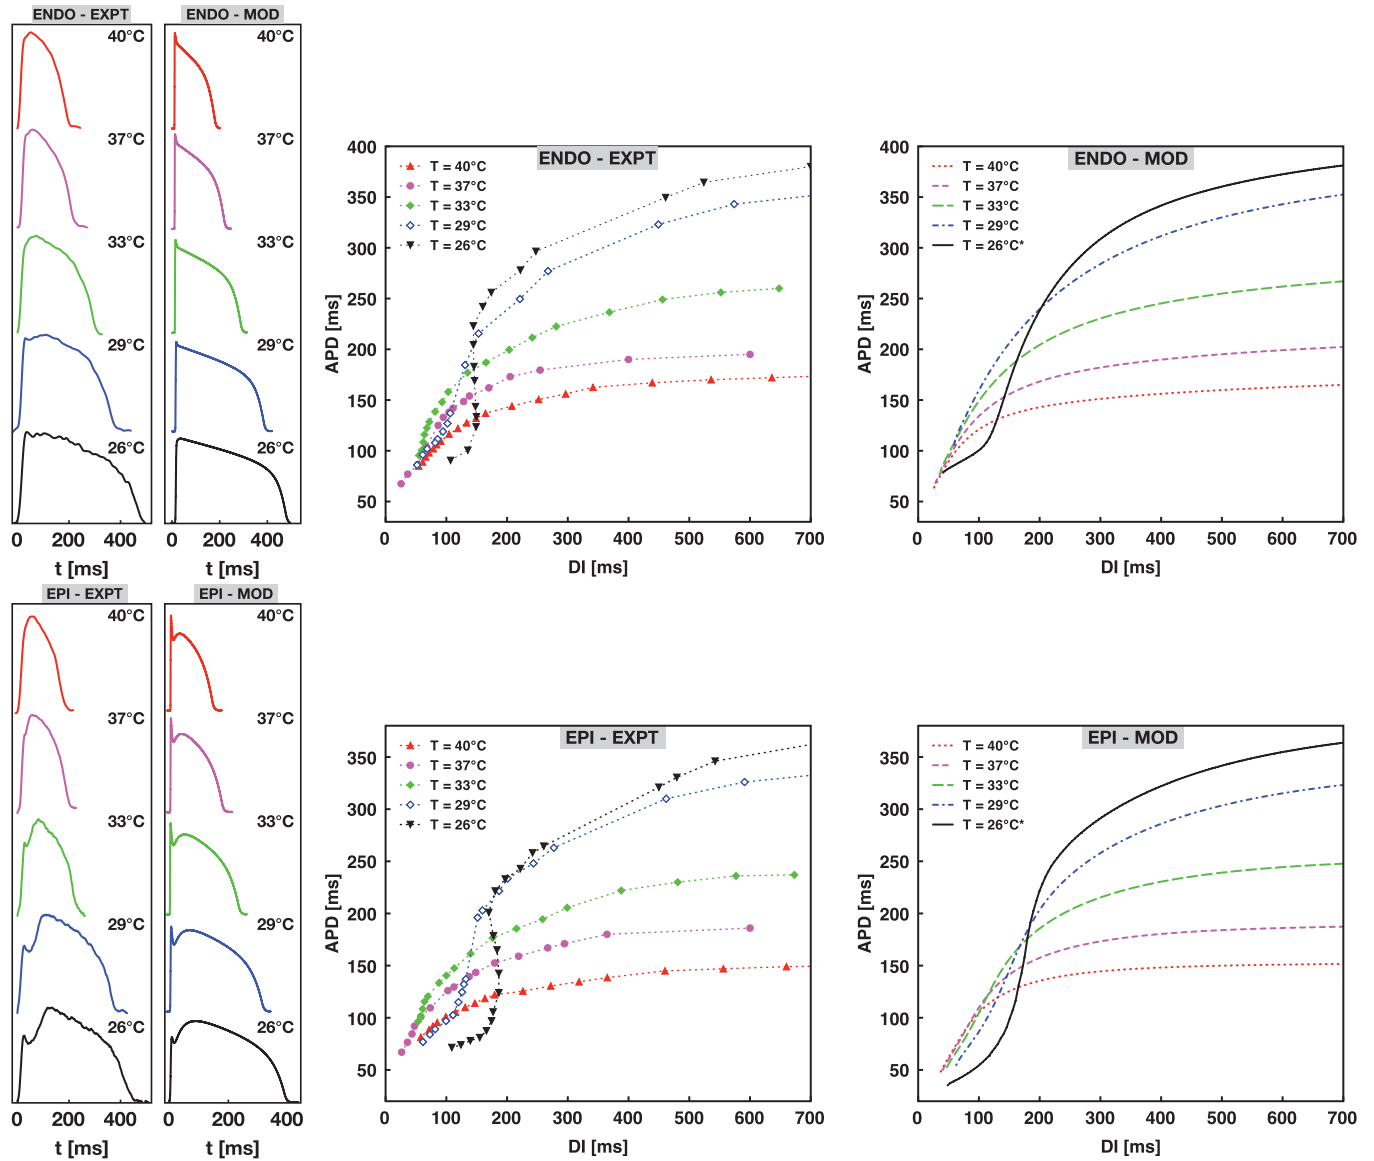 ENDO - EXPT
40°C
37°C
33°C
29°C
26°C
0 200 400
t [ms]
ENDO - MOD
40°C
37°C
33°C
29°C
26°C
0 200 400
t [ms]
ENDO - EXPT
T = 40°C
T = 37°C
T = 33°C
T = 29°C
T = 26°C
400
350
300
250
200
150
100
50
APD [ms]
0 100 200 300 400 500 600 700
DI [ms]
ENDO - MOD
T = 40°C
T = 37°C
T = 33°C
T = 29°C
T = 26°C*
400
350
300
250
200
150
100
50
APD [ms]
0 100 200 300 400 500 600 700
DI [ms]
EPI - EXPT
40°C
37°C
33°C
29°C
26°C
0 200 400
t [ms]
EPI - MOD
40°C
37°C
33°C
29°C
26°C
0 200 400
t [ms]
EPI - EXPT
T = 40°C
T = 37°C
T = 33°C
T = 29°C
T = 26°C
350
300
250
200
150
100
50
APD [ms]
0 100 200 300 400 500 600 700
DI [ms]
EPI - MOD
T = 40°C
T = 37°C
T = 33°C
T = 29°C
T = 26°C*
350
300
250
200
150
100
50
APD [ms]
0 100 200 300 400 500 600 700
DI [ms]